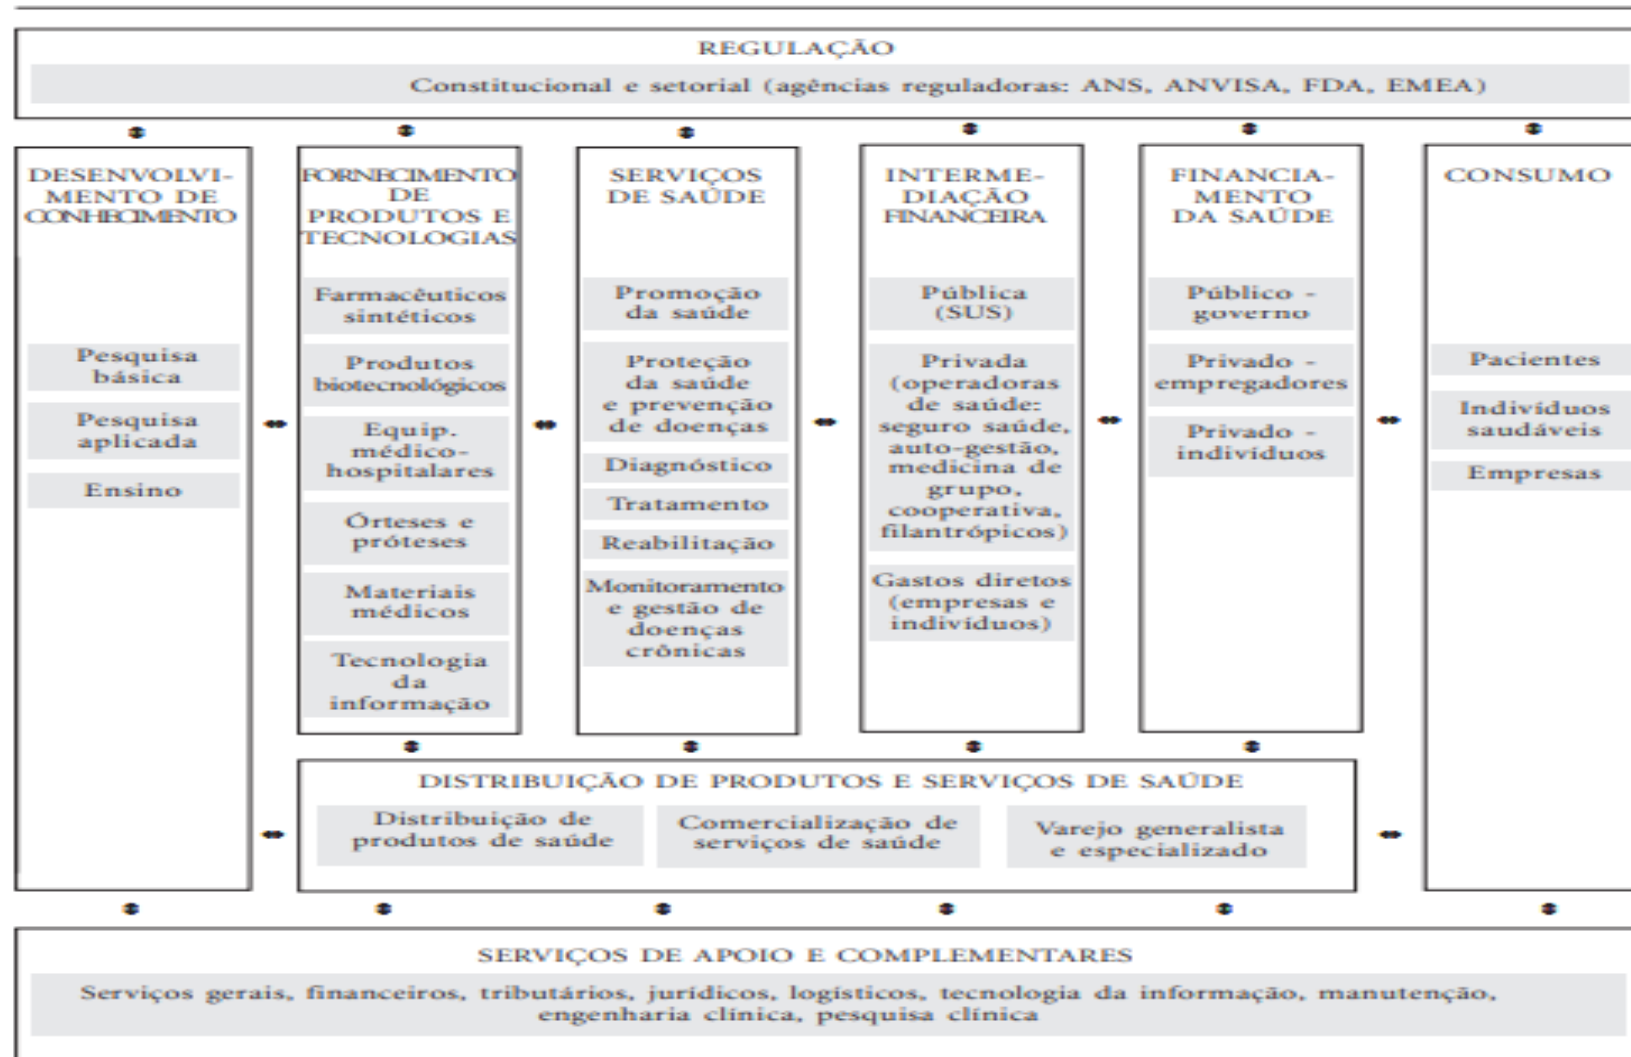 REGULAÇÃO
Constitucional e setorial (agências reguladoras: ANS, ANVISA, FDA, EMEA)
DESENVOLVI-
MENTO DE
CONHECIMENTO
Pesquisa
básica
Pesquisa
aplicada
Ensino
FORNECIMENTO
DE
PRODUTOS E
TECNOLOGIAS
Farmacêuticos
sintéticos
Produtos
biotecnológicos
Equip.
médico-
hospitalares
Órteses e
próteses
Materiais
médicos
Tecnologia
da
informação
SERVIÇOS
DE SAÚDE
Promoção
da saúde
Proteção
da saúde
e prevenção
de doenças
Diagnóstico
Tratamento
Reabilitação
Monitoramento
e gestão de
doenças
crônicas
INTERME-
DIAÇÃO
FINANCEIRA
Pública
(SUS)
Privada
(operadoras
de saúde:
seguro saúde,
auto-gestão,
medicina de
grupo,
cooperativa,
filantrópicos)
Gastos diretos
(empresas e
indivíduos)
FINANCIA-
MENTO
DA SAÚDE
Público -
governo
Privado -
empregadores
Privado -
indivíduos
CONSUMO
Pacientes
Indivíduos
saudáveis
Empresas
DISTRIBUIÇÃO DE PRODUTOS E SERVIÇOS DE SAÚDE
Distribuição de
produtos de saúde
Comercialização de
serviços de saúde
Varejo generalista
e especializado
SERVIÇOS DE APOIO E COMPLEMENTARES
Serviços gerais, financeiros, tributários, jurídicos, logísticos, tecnologia da informação, manutenção,
engenharia clínica, pesquisa clínica